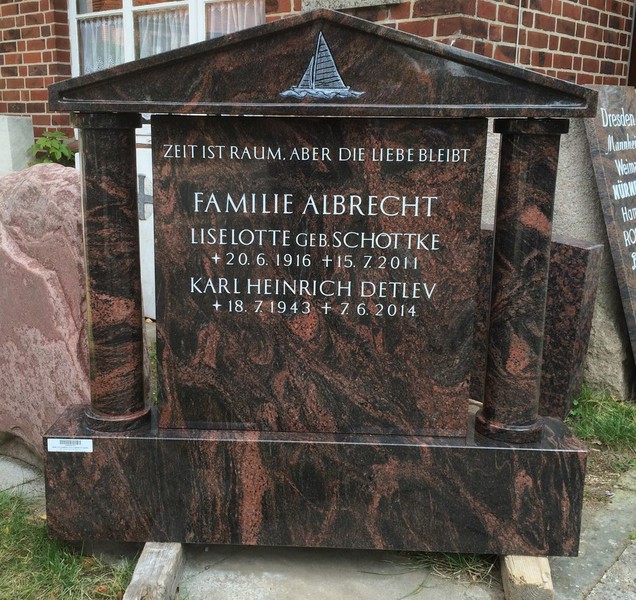 ZEIT IST RAUM. ABER DIE LIEBE BLEIBT
FAMILIE ALBRECHT
LISELOTTE GEB. SCHOTTKE
+ 20. 6. 1916 + 15. 7. 2011
KARL HEINRICH DETLEV
+ 18. 7. 1943 + 7. 6. 2014
Dresden